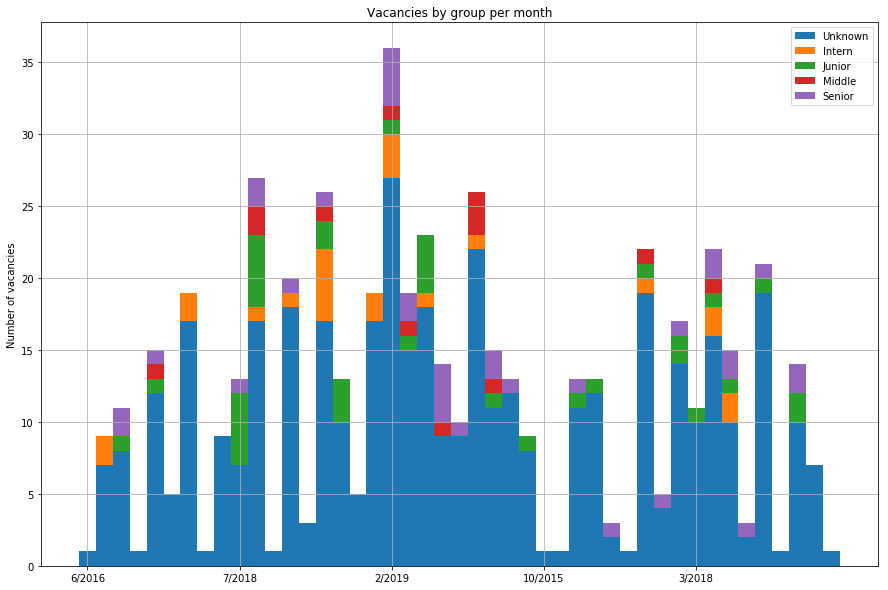 Vacancies by group per month
Unknown
Intern
Junior
Middle
Senior
Number of vacancies
35
30
25
20
15
10
5
0
6/2016
7/2018
2/2019
10/2015
3/2018